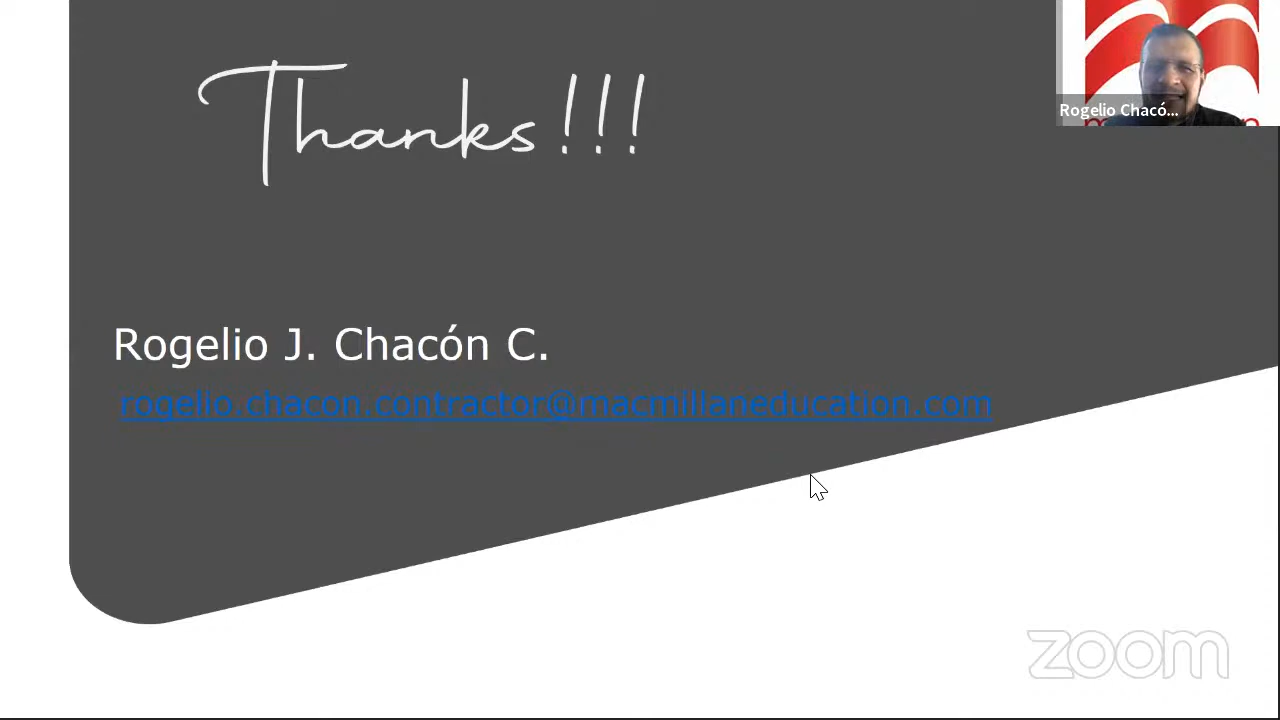 Thanks!!!
Rogelio Chacó...
Rogelio J. Chacón C.
rogelio.chacon.contractor@macmillaneducation.com
zoom